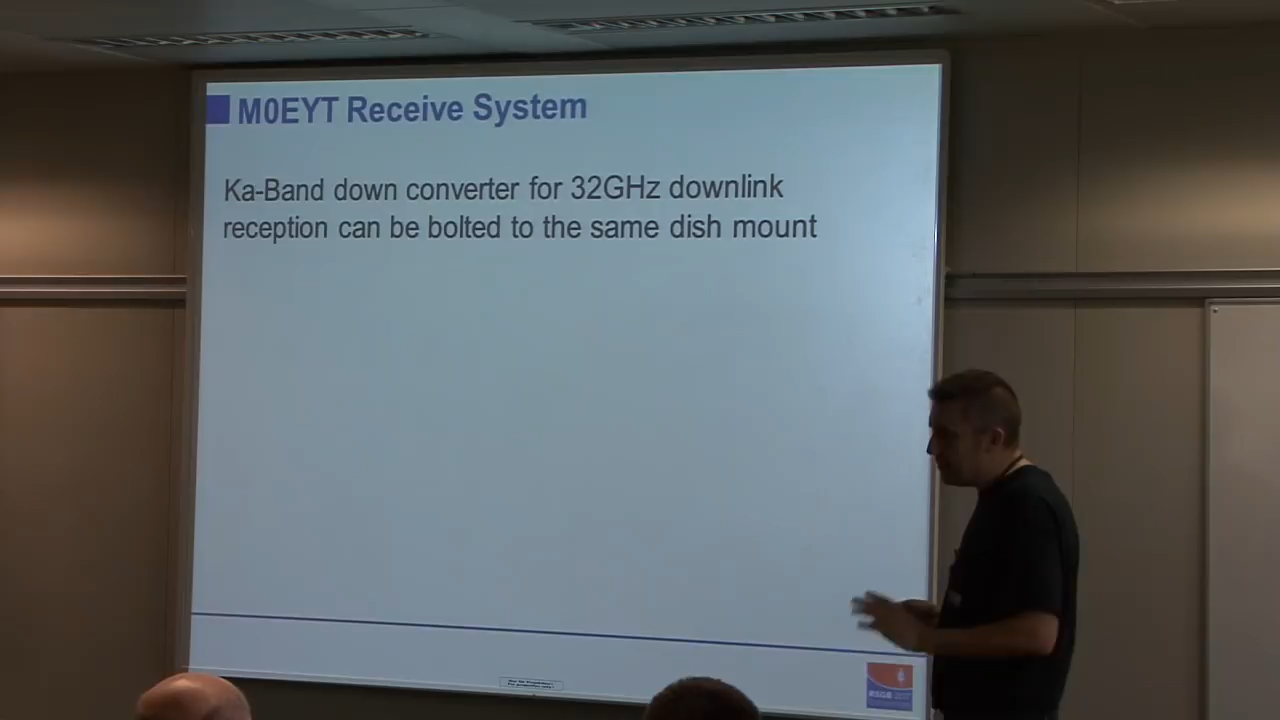 M0EYT Receive System
Ka-Band down converter for 32GHz downlink
reception can be bolted to the same dish mount
RSGB